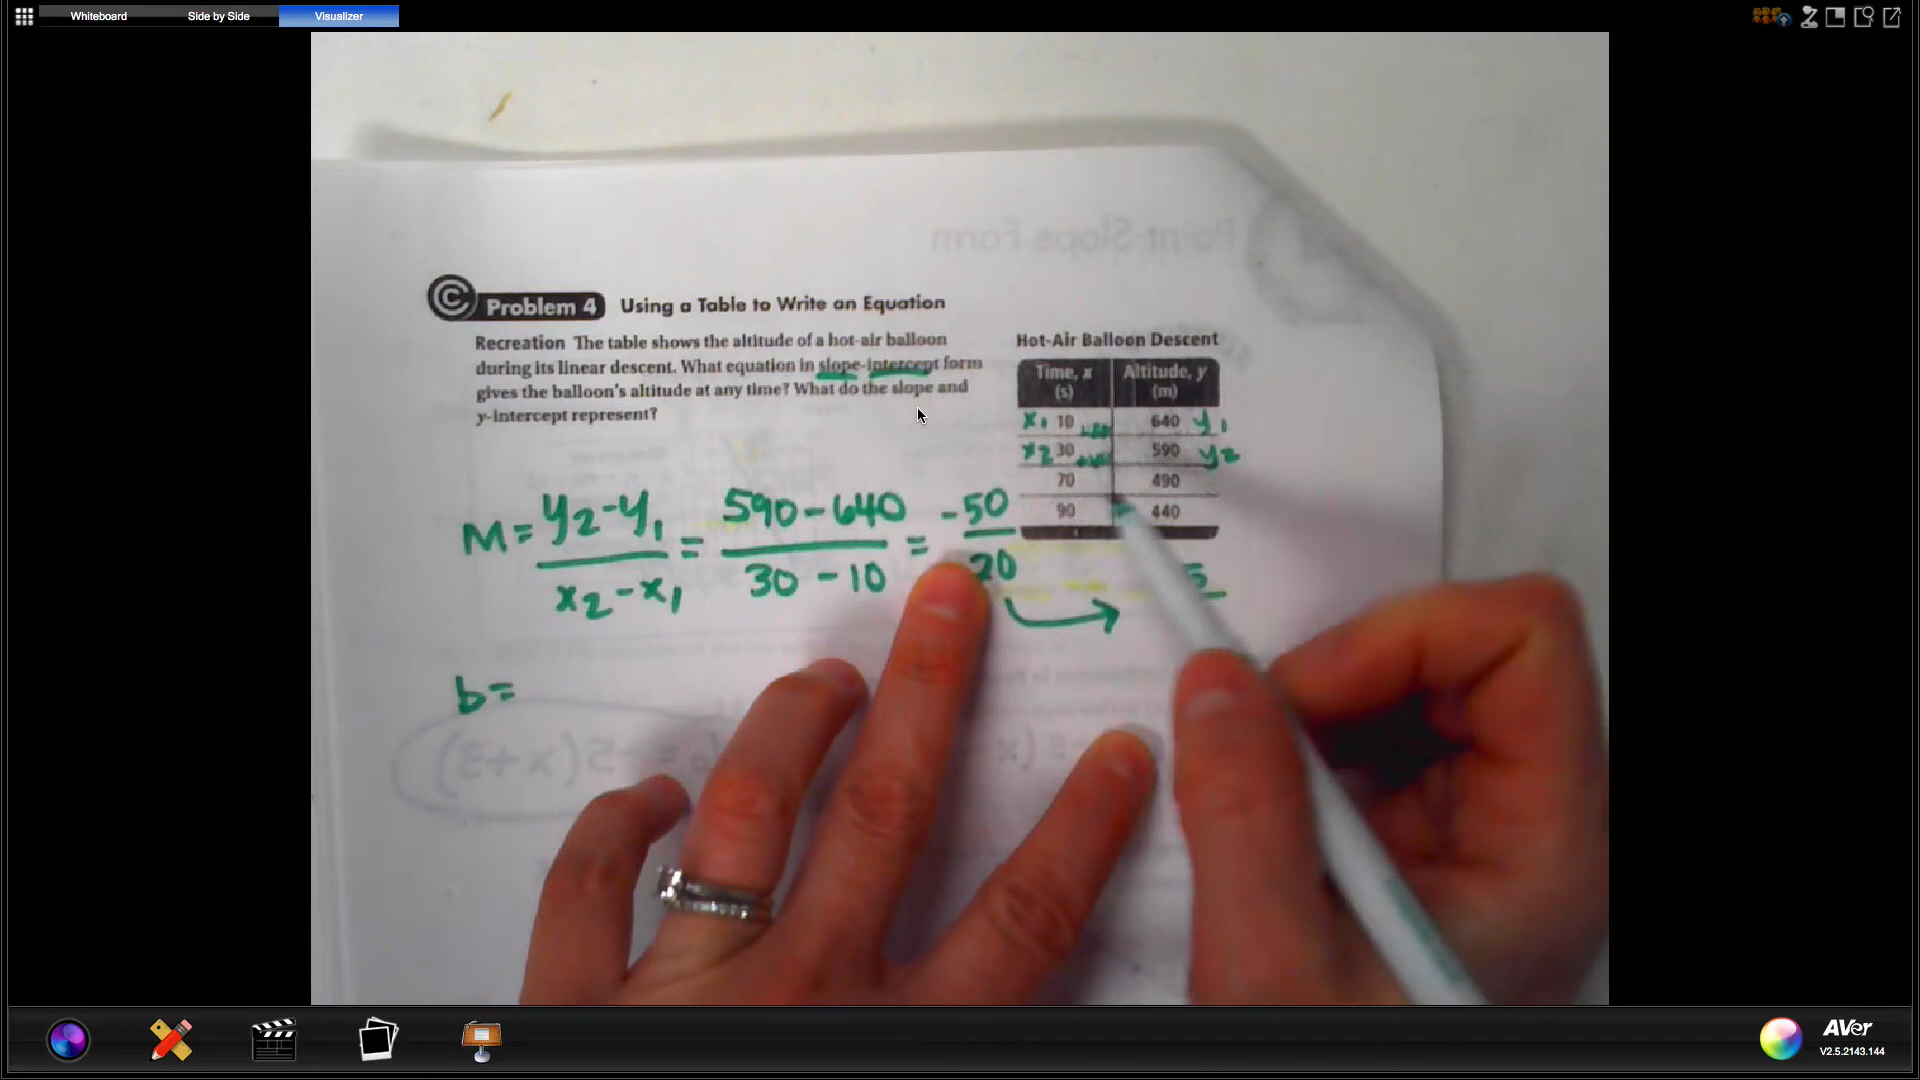 Whiteboard Side by Side Visualizer
Problem 4 Using a Table to Write an Equation
Recreation The table shows the altitude of a hot-air balloon
during its linear descent. What equation in slope-intercept form
gives the balloon's altitude at any time? What do the slope and
y-intercept represent?
Hot-Air Balloon Descent
Time, x Altitude, y
(s) (m)
x1 10 640 y1
x2 30 590 y2
70 490
90 440
M = y2-y1 / x2-x1 = 590-640 / 30-10 = -50 / 20
5
b=
AVer
V2.5.2143.144